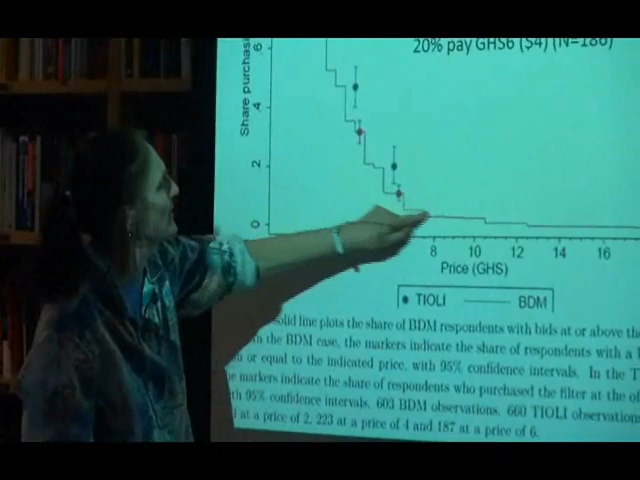 20% pay GHS6 ($4) (N=186)
Share purchase
.6
.4
.2
0
8 10 12 14 16
Price (GHS)
TIOLI BDM
solid line plots the share of BDM respondents with bids at or above the
n the BDM case, the markers indicate the share of respondents with a
or equal to the indicated price, with 95% confidence intervals. In the T
markers indicate the share of respondents who purchased the filter at the of
th 95% confidence intervals. 603 BDM observations. 660 TIOLI observations
at a price of 2, 223 at a price of 4 and 187 at a price of 6.